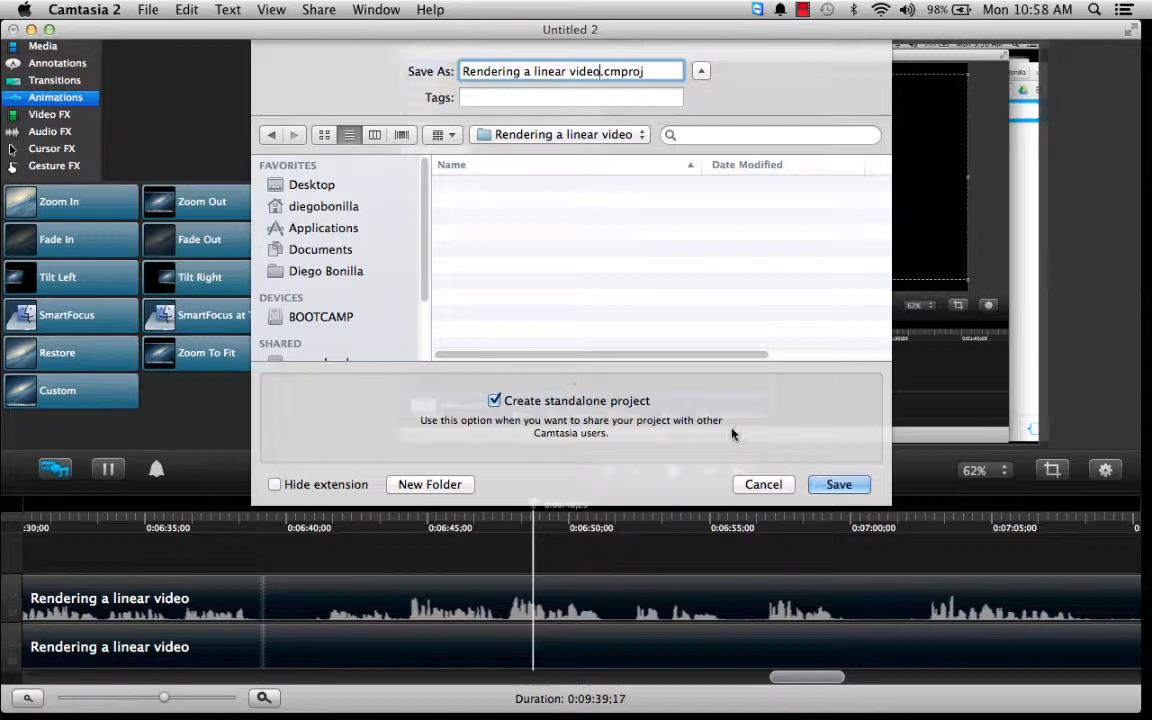 Camtasia 2 File Edit Text View Share Window Help 98% Mon 10:58 AM
Untitled 2
Media
Annotations
Transitions
Animations
Video FX
Audio FX
Cursor FX
Gesture FX
Zoom In Zoom Out
Fade In Fade Out
Tilt Left Tilt Right
SmartFocus SmartFocus at
Restore Zoom To Fit
Custom
Save As: Rendering a linear video.cmproj
Tags:
Rendering a linear video
FAVORITES
Desktop
diegobonilla
Applications
Documents
Diego Bonilla
DEVICES
BOOTCAMP
SHARED
Name Date Modified
Create standalone project
Use this option when you want to share your project with other
Camtasia users.
Hide extension New Folder Cancel Save
62%
62%
:30;00 0:06:35;00 0:06:40;00 0:06:45;00 0:06:50;00 0:06:55;00 0:07:00;00 0:07:05;00 0:
Rendering a linear video
Rendering a linear video
Duration: 0:09:39;17